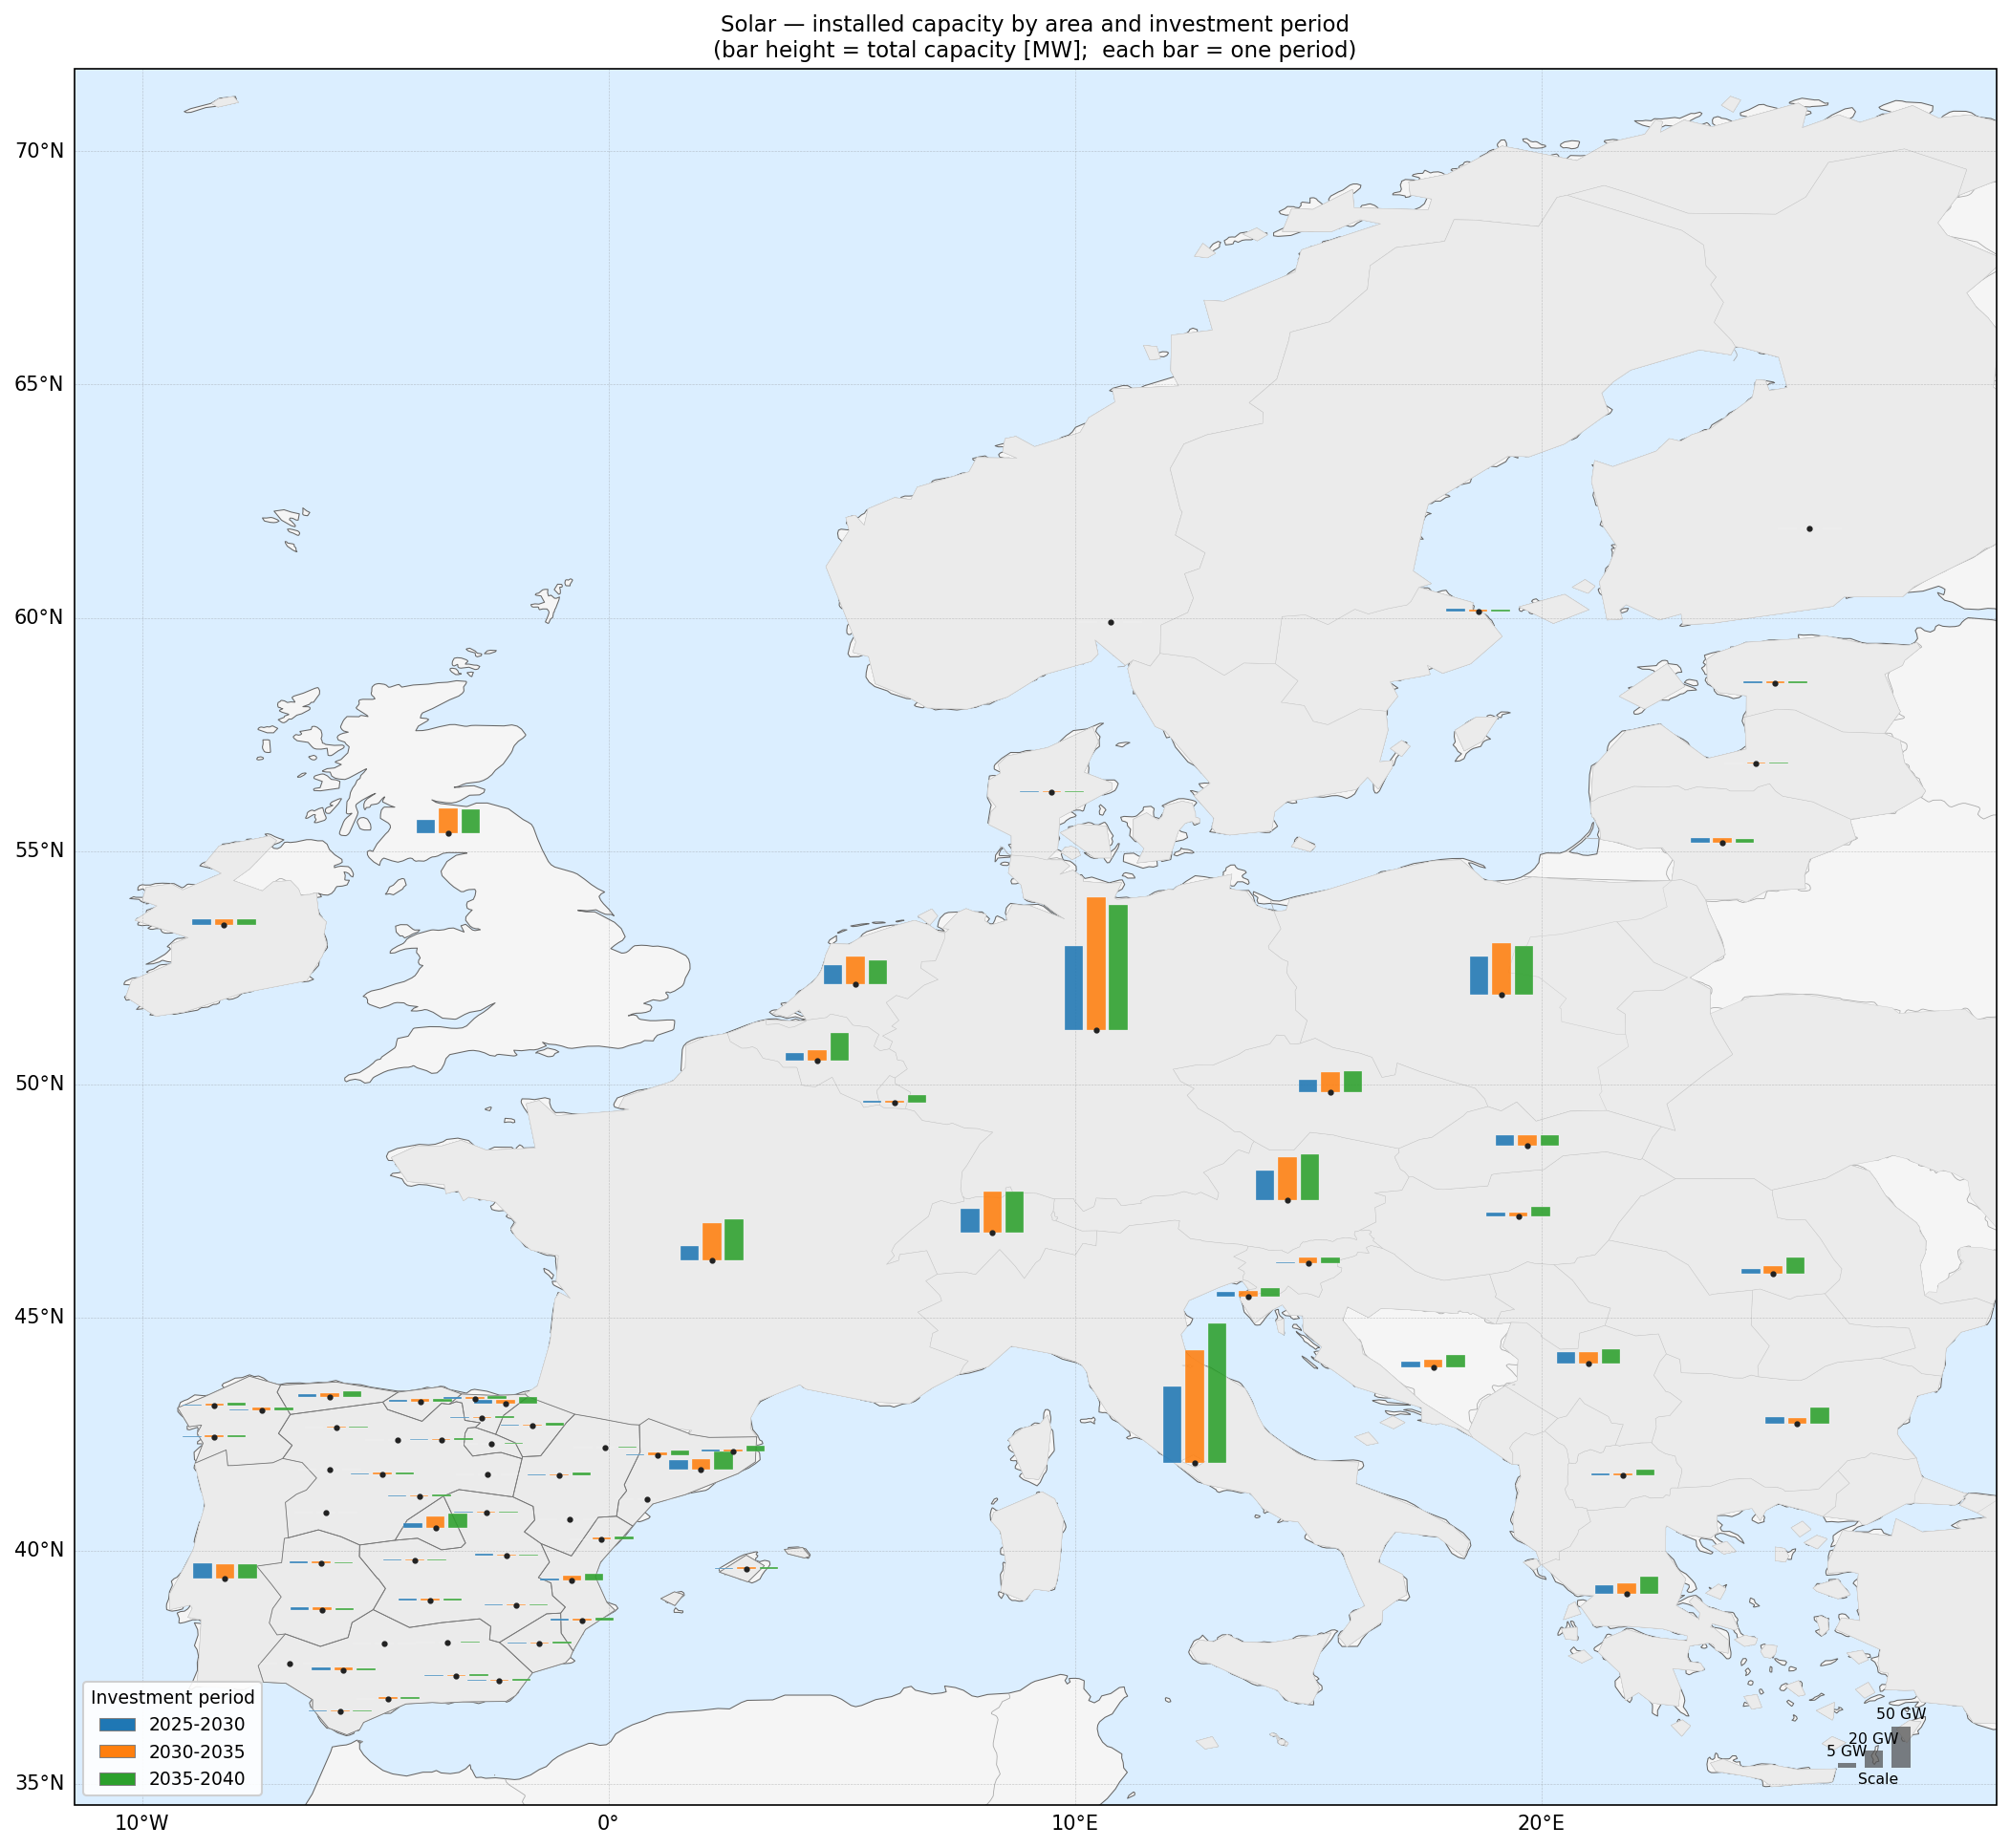 Solar — installed capacity by area and investment period
(bar height = total capacity [MW];  each bar = one period)
70°N
65°N
60°N
55°N
50°N
45°N
40°N
35°N
Investment period
2025-2030
2030-2035
2035-2040
50 GW
20 GW
5 GW
Scale
10°W
0°
10°E
20°E